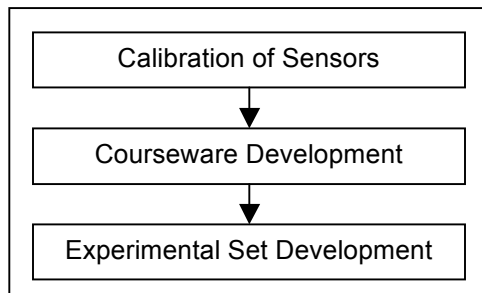 Calibration of Sensors
Courseware Development
Experimental Set Development